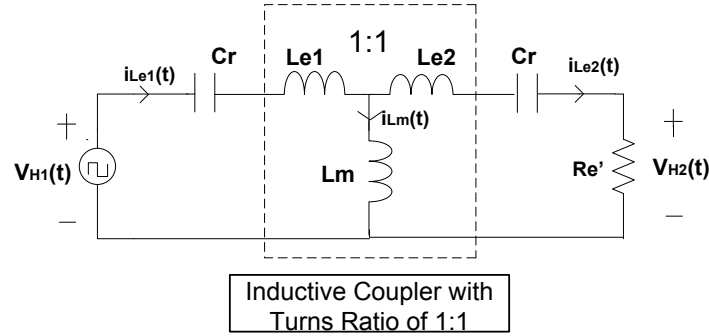 1:1
Cr Le1 Le2 Cr
iLe1(t) iLe2(t)
iLm(t)
+ +
VH1(t) Lm Re' VH2(t)
− −
Inductive Coupler with
Turns Ratio of 1:1